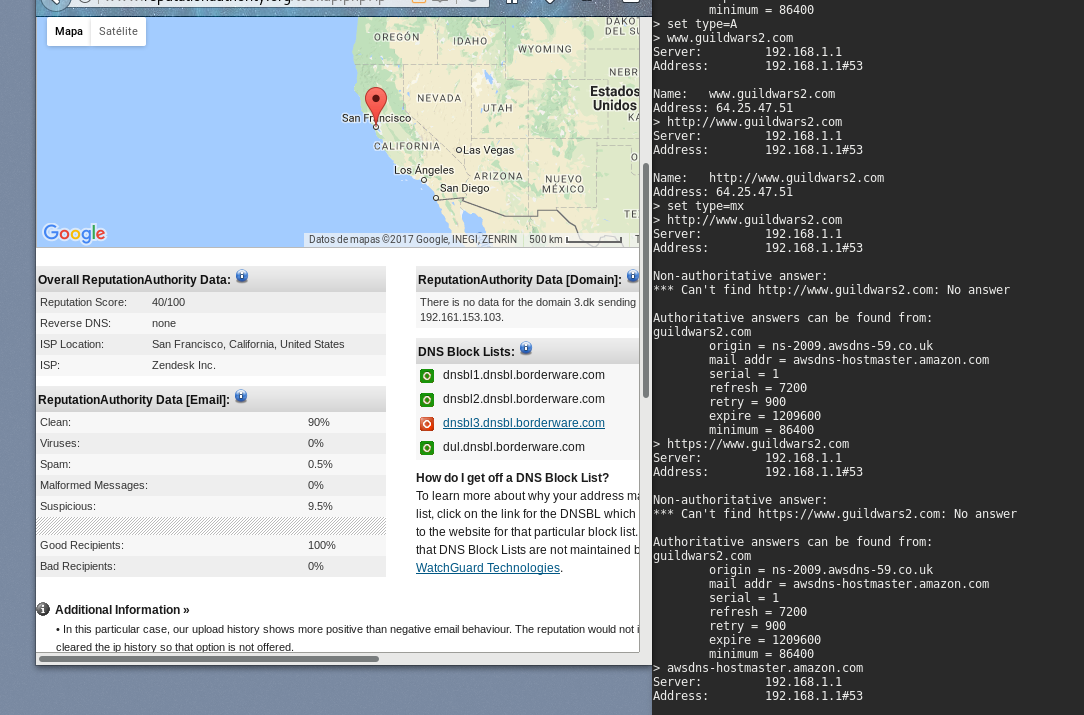 Mapa
Satélite
OREGÓN
IDAHO
WYOMING
NEVADA
UTAH
Estados
Unidos
San Francisco
CALIFORNIA
Las Vegas
Los Ángeles
ARIZONA
NUEVO
MÉXICO
San Diego
Google
Datos de mapas ©2017 Google, INEGI, ZENRIN
500 km
Overall ReputationAuthority Data:
Reputation Score: 40/100
Reverse DNS: none
ISP Location: San Francisco, California, United States
ISP: Zendesk Inc.
ReputationAuthority Data [Email]:
Clean: 90%
Viruses: 0%
Spam: 0.5%
Malformed Messages: 0%
Suspicious: 9.5%
Good Recipients: 100%
Bad Recipients: 0%
ReputationAuthority Data [Domain]:
There is no data for the domain 3.dk sending
192.161.153.103.
DNS Block Lists:
dnsbl1.dnsbl.borderware.com
dnsbl2.dnsbl.borderware.com
dnsbl3.dnsbl.borderware.com
dul.dnsbl.borderware.com
How do I get off a DNS Block List?
To learn more about why your address
list, click on the link for the DNSBL which
to the website for that particular block list.
that DNS Block Lists are not maintained
WatchGuard Technologies.
Additional Information »
• In this particular case, our upload history shows more positive than negative email behaviour. The reputation would not
cleared the ip history so that option is not offered.
minimum = 86400
> set type=A
> www.guildwars2.com
Server: 192.168.1.1
Address: 192.168.1.1#53
Name: www.guildwars2.com
Address: 64.25.47.51
> http://www.guildwars2.com
Server: 192.168.1.1
Address: 192.168.1.1#53
Name: http://www.guildwars2.com
Address: 64.25.47.51
> set type=mx
> http://www.guildwars2.com
Server: 192.168.1.1
Address: 192.168.1.1#53
Non-authoritative answer:
*** Can't find http://www.guildwars2.com: No answer
Authoritative answers can be found from:
guildwars2.com
origin = ns-2009.awsdns-59.co.uk
mail addr = awsdns-hostmaster.amazon.com
serial = 1
refresh = 7200
retry = 900
expire = 1209600
minimum = 86400
> https://www.guildwars2.com
Server: 192.168.1.1
Address: 192.168.1.1#53
Non-authoritative answer:
*** Can't find https://www.guildwars2.com: No answer
Authoritative answers can be found from:
guildwars2.com
origin = ns-2009.awsdns-59.co.uk
mail addr = awsdns-hostmaster.amazon.com
serial = 1
refresh = 7200
retry = 900
expire = 1209600
minimum = 86400
> awsdns-hostmaster.amazon.com
Server: 192.168.1.1
Address: 192.168.1.1#53